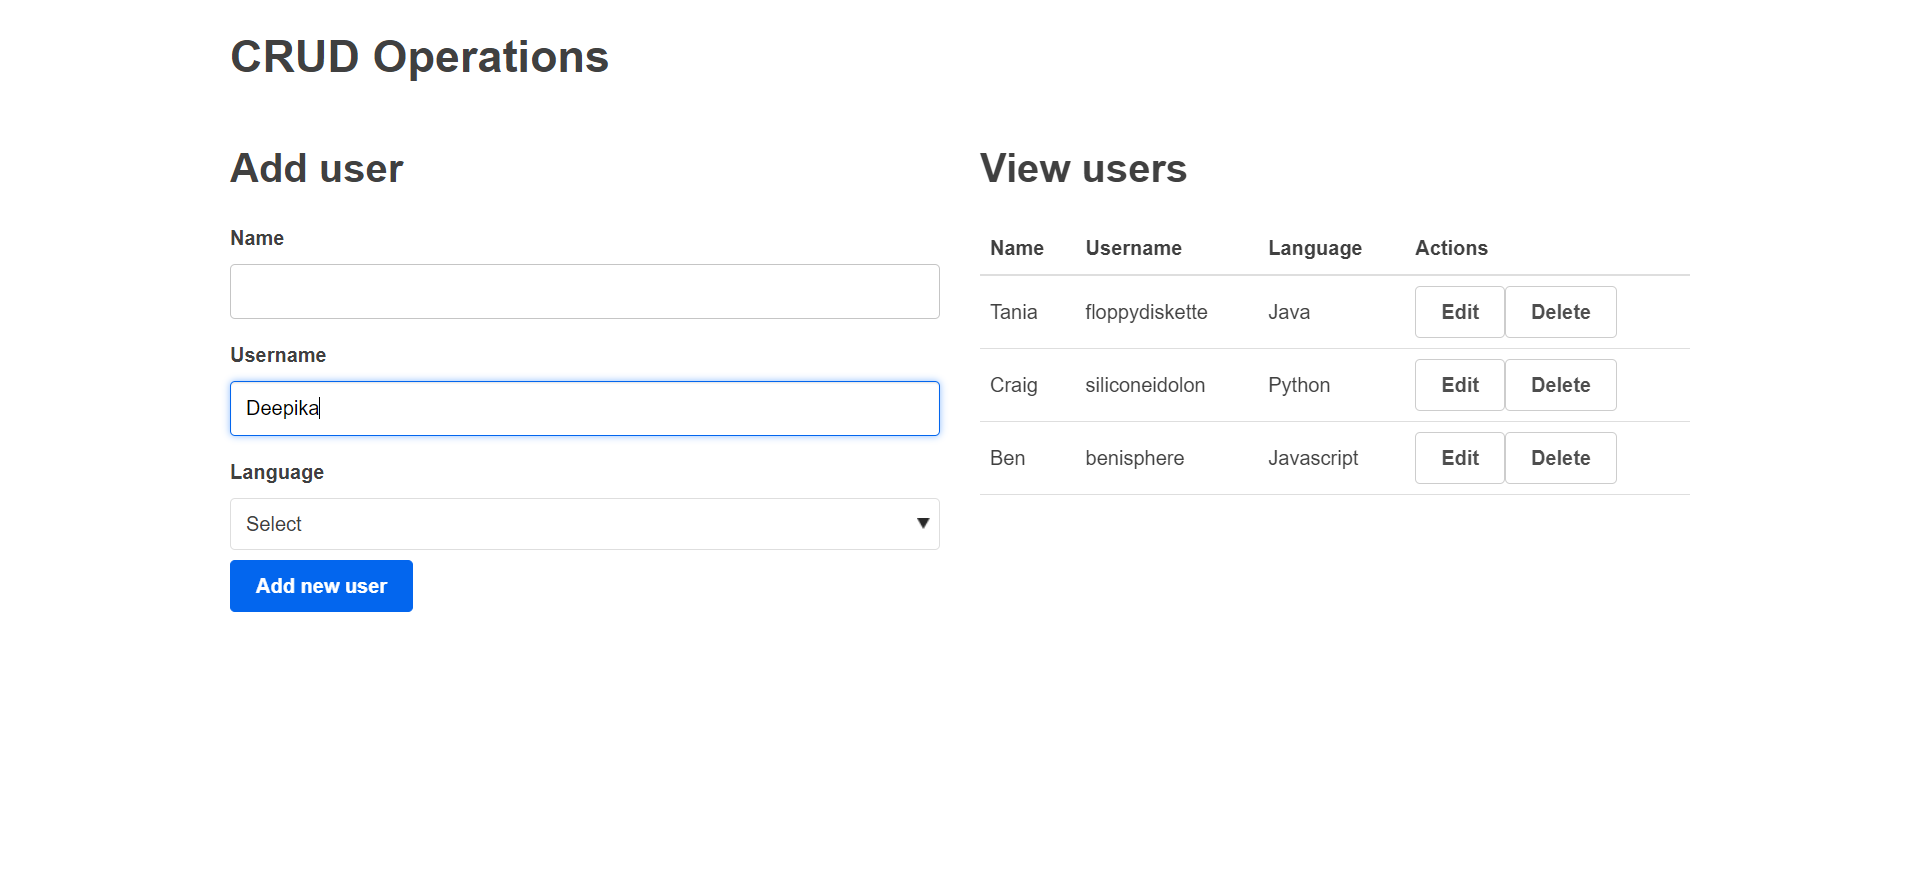 CRUD Operations
Add user
Name
Username
Deepika
Language
Select
Add new user
View users
Name Username Language Actions
Tania floppydiskette Java Edit Delete
Craig siliconeidolon Python Edit Delete
Ben benisphere Javascript Edit Delete